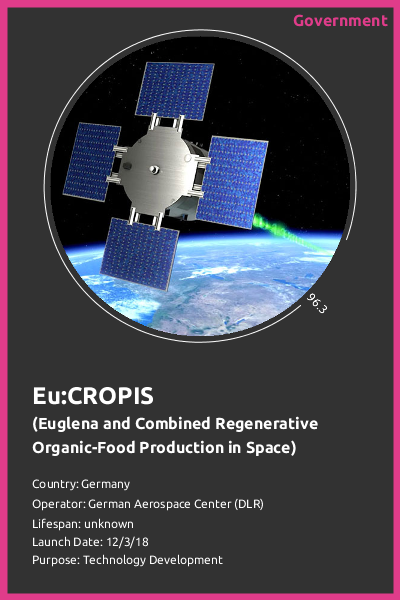 Government
96.3
Eu:CROPIS
(Euglena and Combined Regenerative
Organic-Food Production in Space)
Country: Germany
Operator: German Aerospace Center (DLR)
Lifespan: unknown
Launch Date: 12/3/18
Purpose: Technology Development